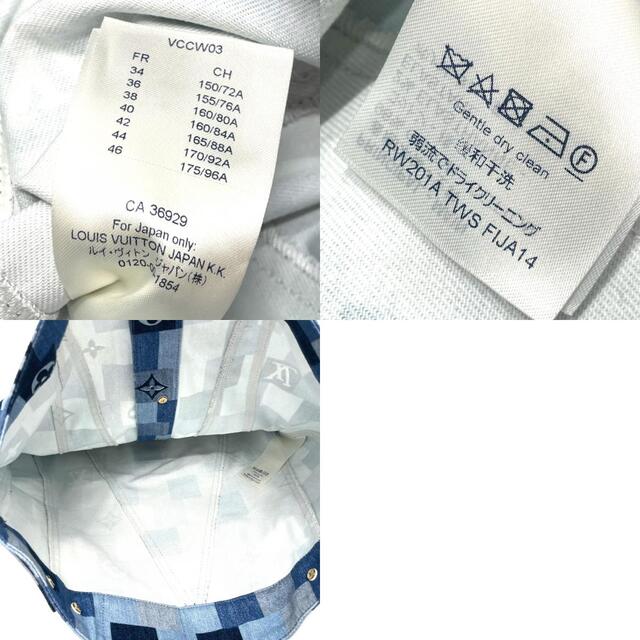 VCCW03
FR CH
34 150/72A
36 155/76A
38 160/80A
40 160/84A
42 165/88A
44 170/92A
46 175/96A
CA 36929
For Japan only:
LOUIS VUITTON JAPAN K.K.
ルイ・ヴィトン ジャパン(株)
0120-
1854
F
Gentle dry clean
缓和干洗
弱流でドライクリーニング
RW201A TWS FIJA14